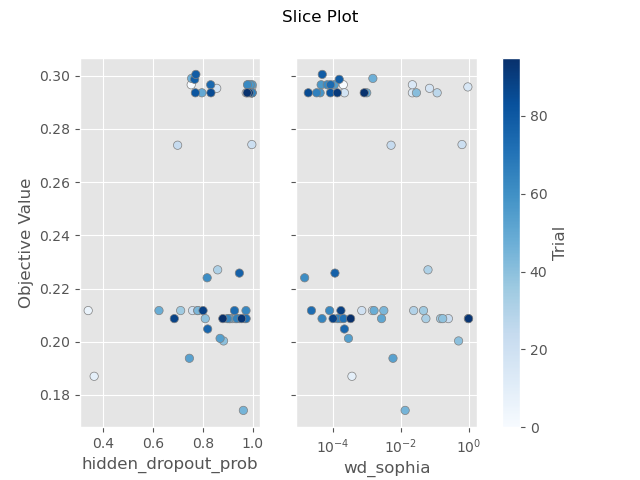 Slice Plot
0.30
0.28
0.26
0.24
0.22
0.20
0.18
Objective Value
0.4 0.6 0.8 1.0
hidden_dropout_prob
10⁻⁴ 10⁻² 10⁰
wd_sophia
80
60
40
20
0
Trial